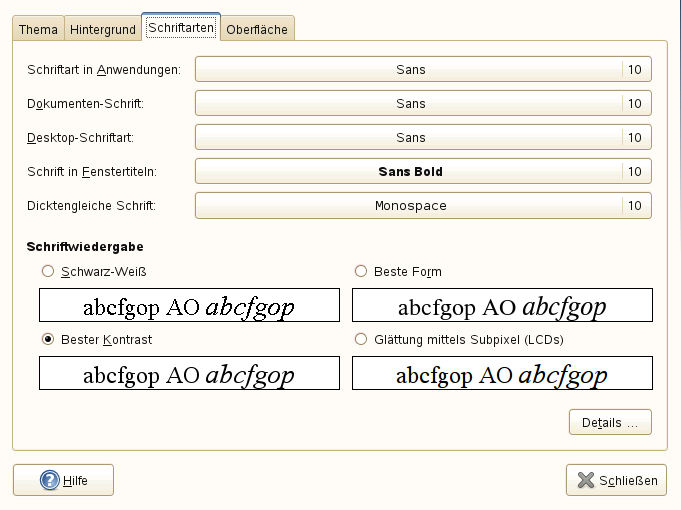 Thema Hintergrund Schriftarten Oberfläche
Schriftart in Anwendungen: Sans 10
Dokumenten-Schrift: Sans 10
Desktop-Schriftart: Sans 10
Schrift in Fenstertiteln: Sans Bold 10
Dicktengleiche Schrift: Monospace 10
Schriftwiedergabe
Schwarz-Weiß Beste Form
abcfgop AO abcfgop abcfgop AO abcfgop
Bester Kontrast Glättung mittels Subpixel (LCDs)
abcfgop AO abcfgop abcfgop AO abcfgop
Details ...
Hilfe Schließen